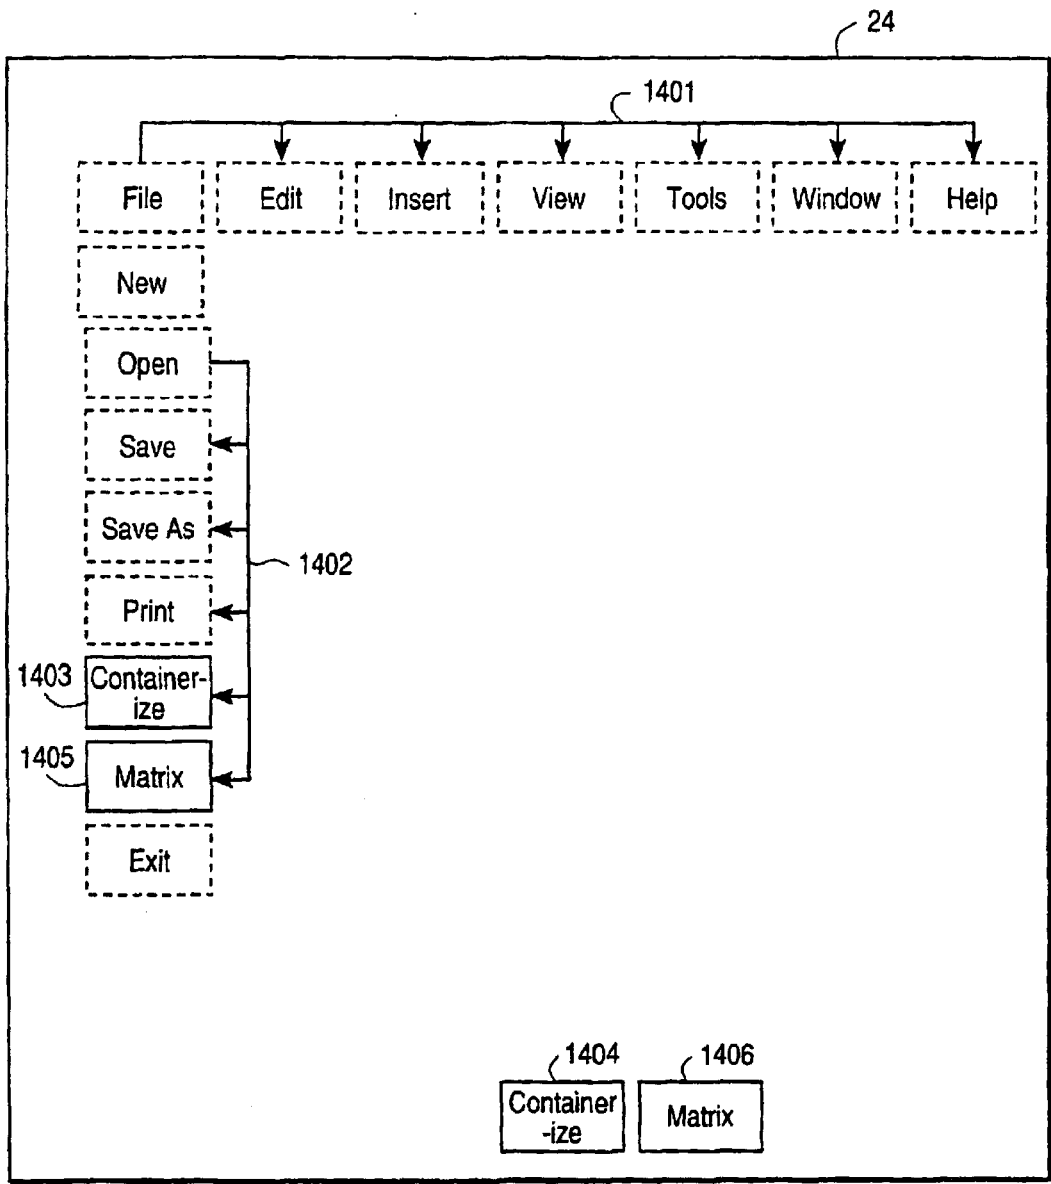 24
1401
File Edit Insert View Tools Window Help
New
Open
Save
Save As
1402
Print
1403
Container-
ize
1405
Matrix
Exit
1404 1406
Container
-ize
Matrix